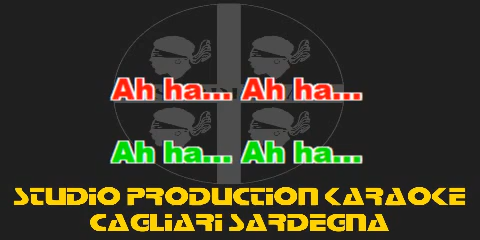 Ah ha... Ah ha...
Ah ha... Ah ha...
STUDIO PRODUCTION KARAOKE
CAGLIARI SARDEGNA